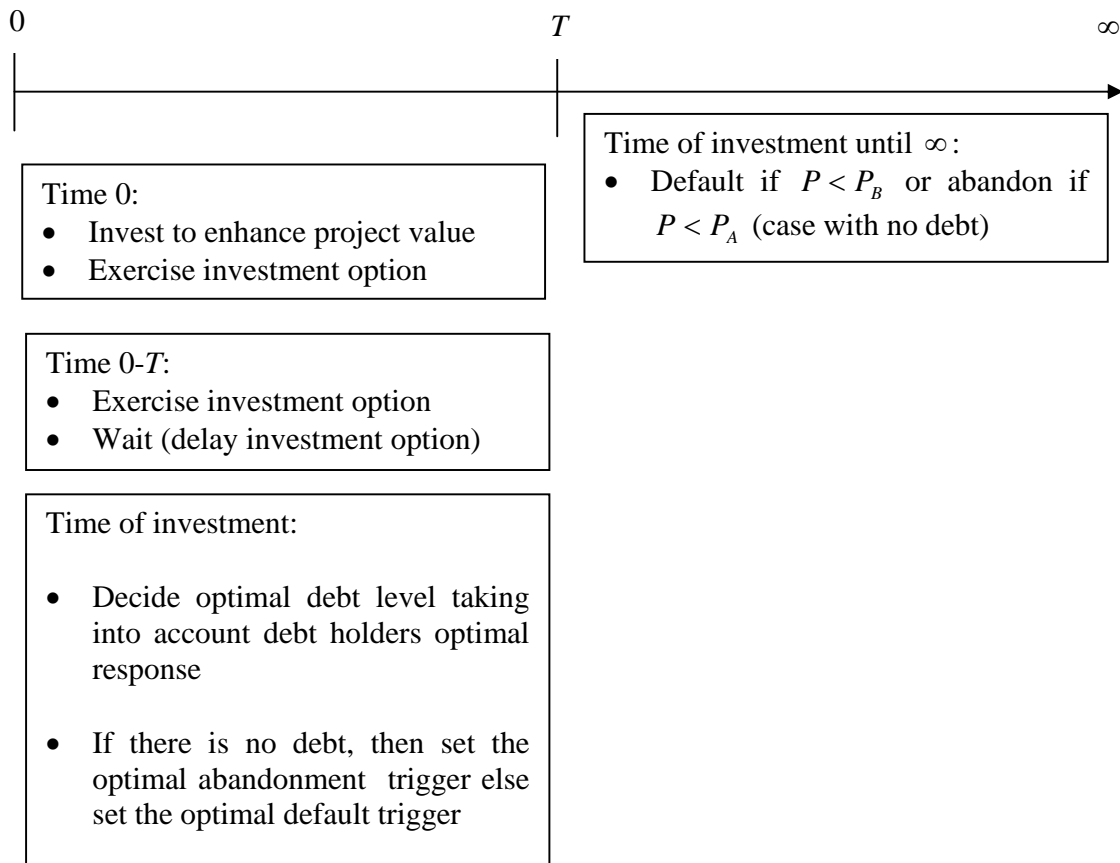 0 T ∞
Time of investment until ∞:
• Default if P < P_B or abandon if
P < P_A (case with no debt)
Time 0:
• Invest to enhance project value
• Exercise investment option
Time 0-T:
• Exercise investment option
• Wait (delay investment option)
Time of investment:
• Decide optimal debt level taking
into account debt holders optimal
response
• If there is no debt, then set the
optimal abandonment trigger else
set the optimal default trigger